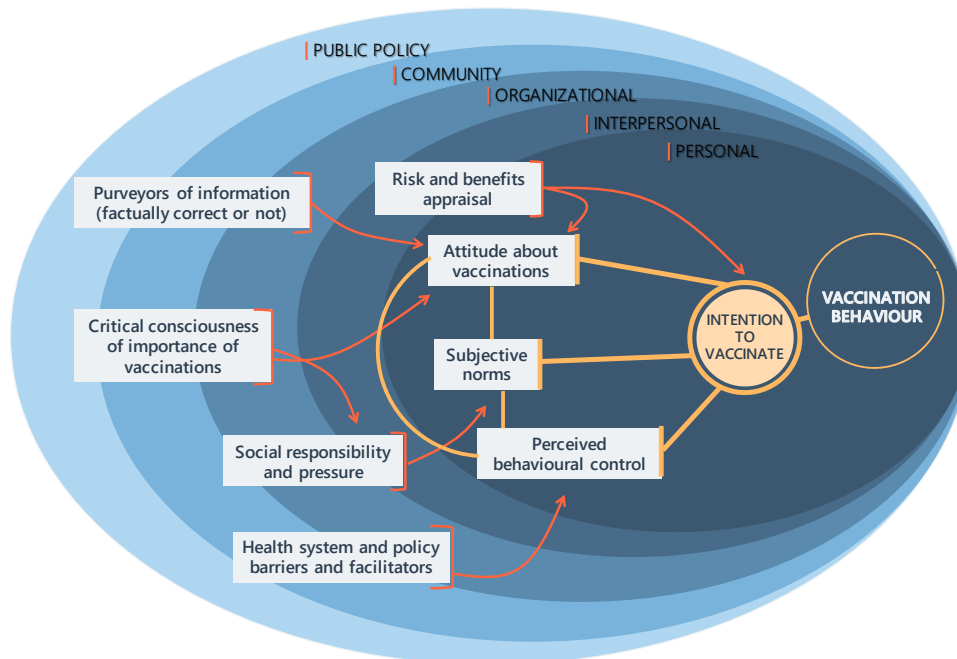 PUBLIC POLICY
COMMUNITY
ORGANIZATIONAL
INTERPERSONAL
PERSONAL
Purveyors of information
(factually correct or not)
Risk and benefits
appraisal
Attitude about
vaccinations
Critical consciousness
of importance of
vaccinations
Subjective
norms
INTENTION
TO
VACCINATE
VACCINATION
BEHAVIOUR
Social responsibility
and pressure
Perceived
behavioural control
Health system and policy
barriers and facilitators